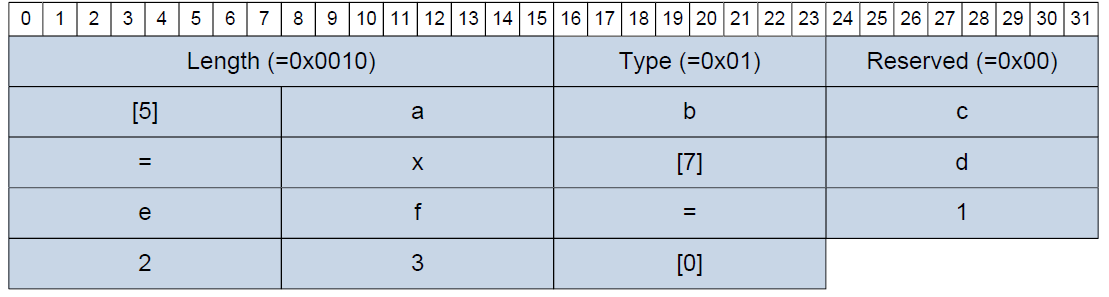 0 1 2 3 4 5 6 7 8 9 10 11 12 13 14 15 16 17 18 19 20 21 22 23 24 25 26 27 28 29 30 31
Length (=0x0010) Type (=0x01) Reserved (=0x00)
[5] a b c
= x [7] d
e f = 1
2 3 [0]